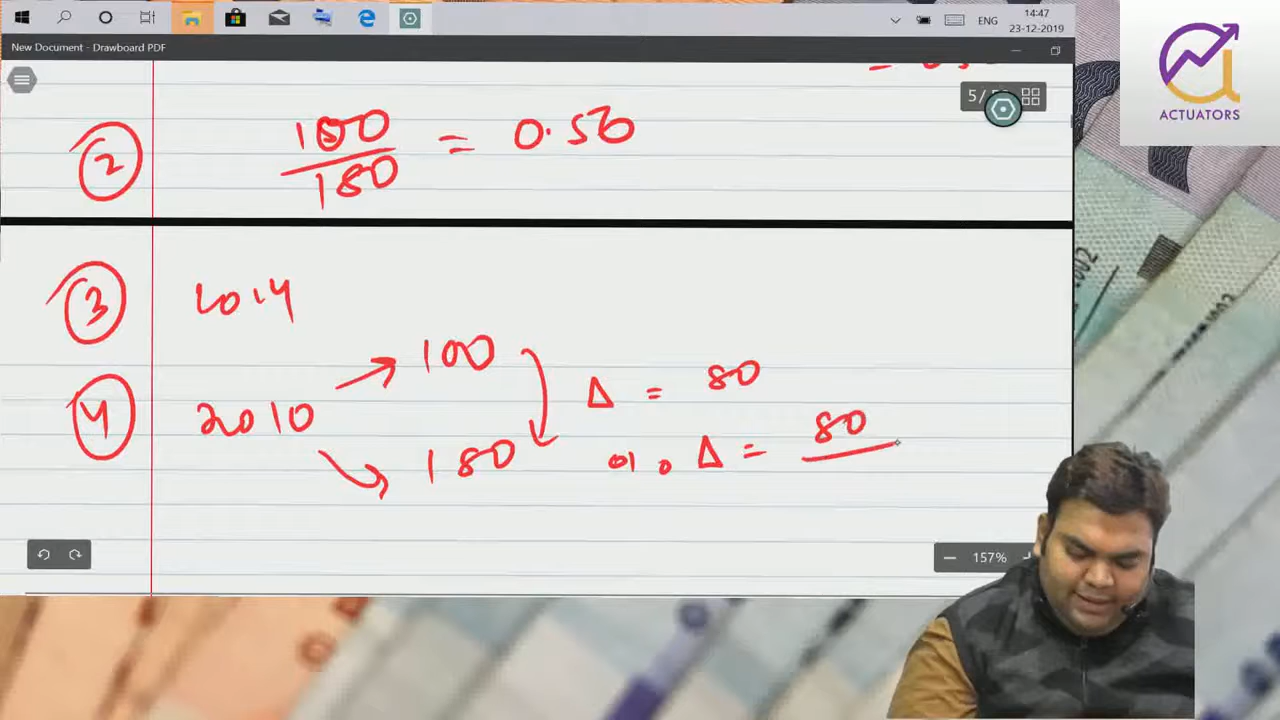 14:47
ENG
23-12-2019
New Document - Drawboard PDF
ACTUATORS
5 /
2
100
180
= 0.56
3
2014
4
2010
→ 100
180
Δ = 80
% Δ = 80
157%